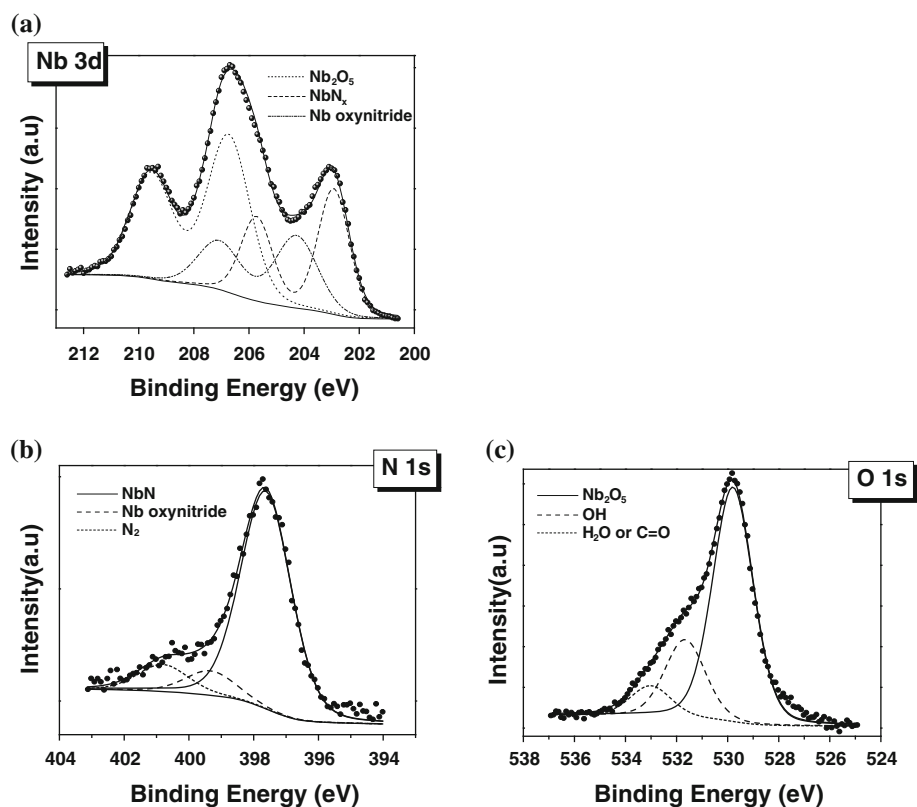 (a)
Nb 3d
Nb₂O₅
NbNₓ
Nb oxynitride
Intensity (a.u)
212 210 208 206 204 202 200
Binding Energy (eV)
(b)
N 1s
NbN
Nb oxynitride
N₂
Intensity(a.u)
404 402 400 398 396 394
Binding Energy (eV)
(c)
O 1s
Nb₂O₅
OH
H₂O or C=O
Intensity(a.u)
538 536 534 532 530 528 526 524
Binding Energy (eV)